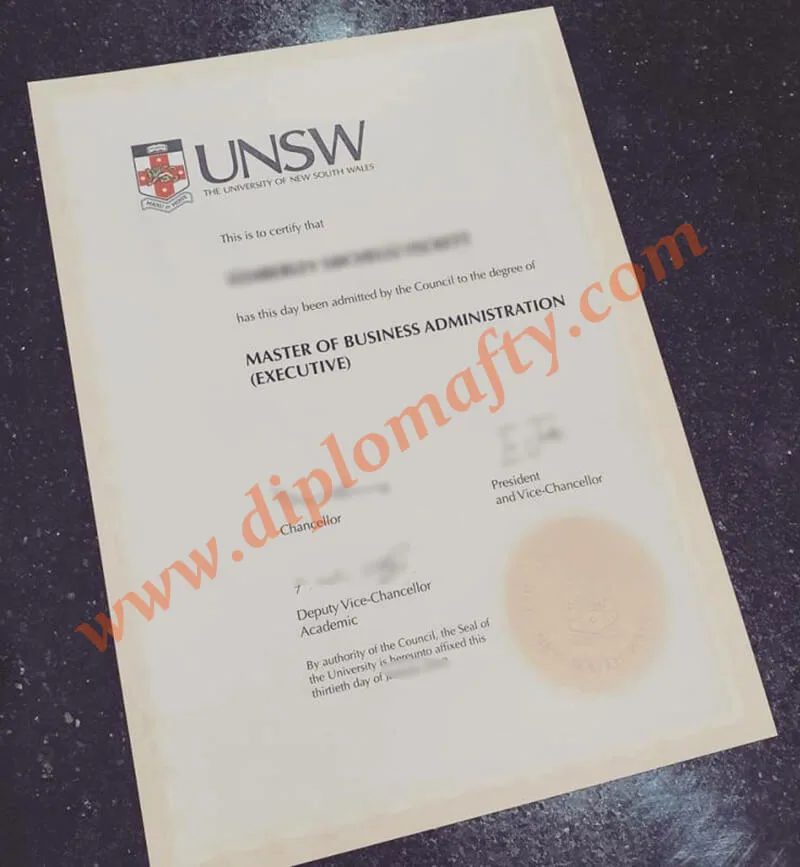 UNSW
THE UNIVERSITY OF NEW SOUTH WALES
MANU et MENTE
This is to certify that
has this day been admitted by the Council to the degree of
MASTER OF BUSINESS ADMINISTRATION
(EXECUTIVE)
www.diplomafty.com
President
and Vice-Chancellor
Chancellor
Deputy Vice-Chancellor
Academic
By authority of the Council, the Seal of
the University is hereunto affixed this
thirtieth day of